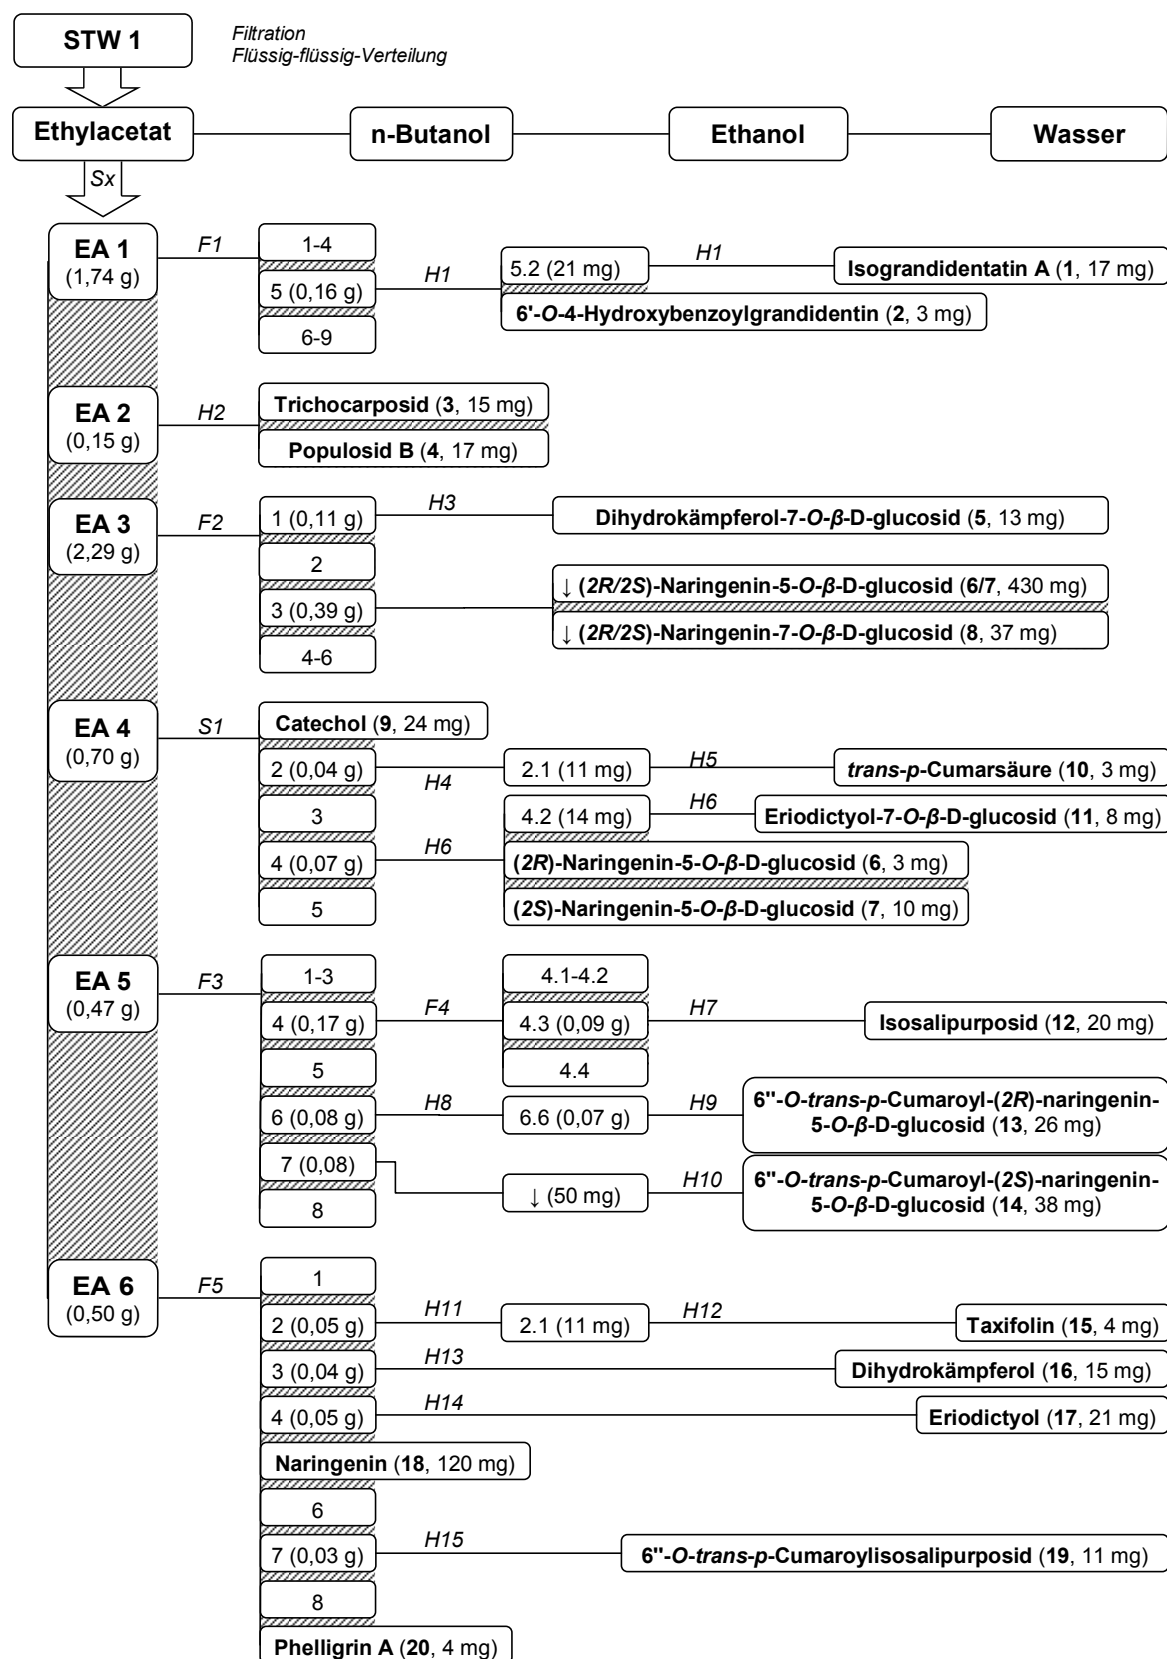 STW 1
Filtration
Flüssig-flüssig-Verteilung
Ethylacetat
n-Butanol
Ethanol
Wasser
Sx
EA 1
(1,74 g)
F1
1-4
5 (0,16 g)
6-9
H1
5.2 (21 mg)
H1
Isograndidentatin A (1, 17 mg)
6'-O-4-Hydroxybenzoylgrandidentin (2, 3 mg)
EA 2
(0,15 g)
H2
Trichocarposid (3, 15 mg)
Populosid B (4, 17 mg)
EA 3
(2,29 g)
F2
1 (0,11 g)
2
3 (0,39 g)
4-6
H3
Dihydrokämpferol-7-O-β-D-glucosid (5, 13 mg)
↓ (2R/2S)-Naringenin-5-O-β-D-glucosid (6/7, 430 mg)
↓ (2R/2S)-Naringenin-7-O-β-D-glucosid (8, 37 mg)
EA 4
(0,70 g)
S1
Catechol (9, 24 mg)
2 (0,04 g)
3
4 (0,07 g)
5
H4
2.1 (11 mg)
H5
trans-p-Cumarsäure (10, 3 mg)
H6
4.2 (14 mg)
H6
Eriodictyol-7-O-β-D-glucosid (11, 8 mg)
(2R)-Naringenin-5-O-β-D-glucosid (6, 3 mg)
(2S)-Naringenin-5-O-β-D-glucosid (7, 10 mg)
EA 5
(0,47 g)
F3
1-3
4 (0,17 g)
5
6 (0,08 g)
7 (0,08)
8
F4
4.1-4.2
4.3 (0,09 g)
4.4
H7
Isosalipurposid (12, 20 mg)
H8
6.6 (0,07 g)
H9
6"-O-trans-p-Cumaroyl-(2R)-naringenin-
5-O-β-D-glucosid (13, 26 mg)
↓ (50 mg)
H10
6"-O-trans-p-Cumaroyl-(2S)-naringenin-
5-O-β-D-glucosid (14, 38 mg)
EA 6
(0,50 g)
F5
1
2 (0,05 g)
H11
2.1 (11 mg)
H12
Taxifolin (15, 4 mg)
3 (0,04 g)
H13
Dihydrokämpferol (16, 15 mg)
4 (0,05 g)
H14
Eriodictyol (17, 21 mg)
Naringenin (18, 120 mg)
6
7 (0,03 g)
H15
6"-O-trans-p-Cumaroylisosalipurposid (19, 11 mg)
8
Phelligrin A (20, 4 mg)